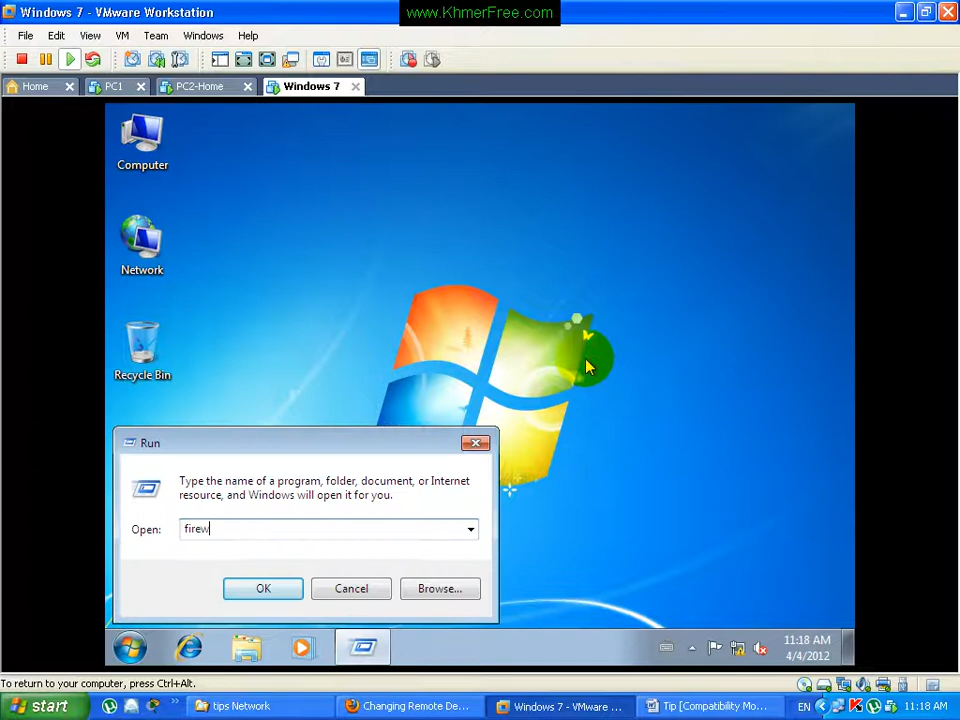 Windows 7 - VMware Workstation
www.KhmerFree.com
File Edit View VM Team Windows Help
Home PC1 PC2-Home Windows 7
Computer
Network
Recycle Bin
Run
Type the name of a program, folder, document, or Internet
resource, and Windows will open it for you.
Open: firew
OK Cancel Browse...
11:18 AM
4/4/2012
To return to your computer, press Ctrl+Alt.
start tips Network Changing Remote De... Windows 7 - VMware ... Tip [Compatibility Mo... EN 11:18 AM